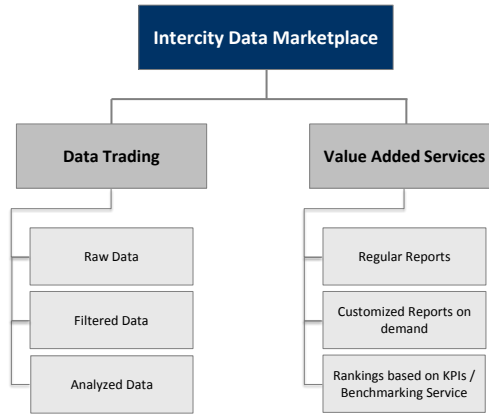 Intercity Data Marketplace
Data Trading
Value Added Services
Raw Data
Regular Reports
Filtered Data
Customized Reports on
demand
Analyzed Data
Rankings based on KPIs /
Benchmarking Service